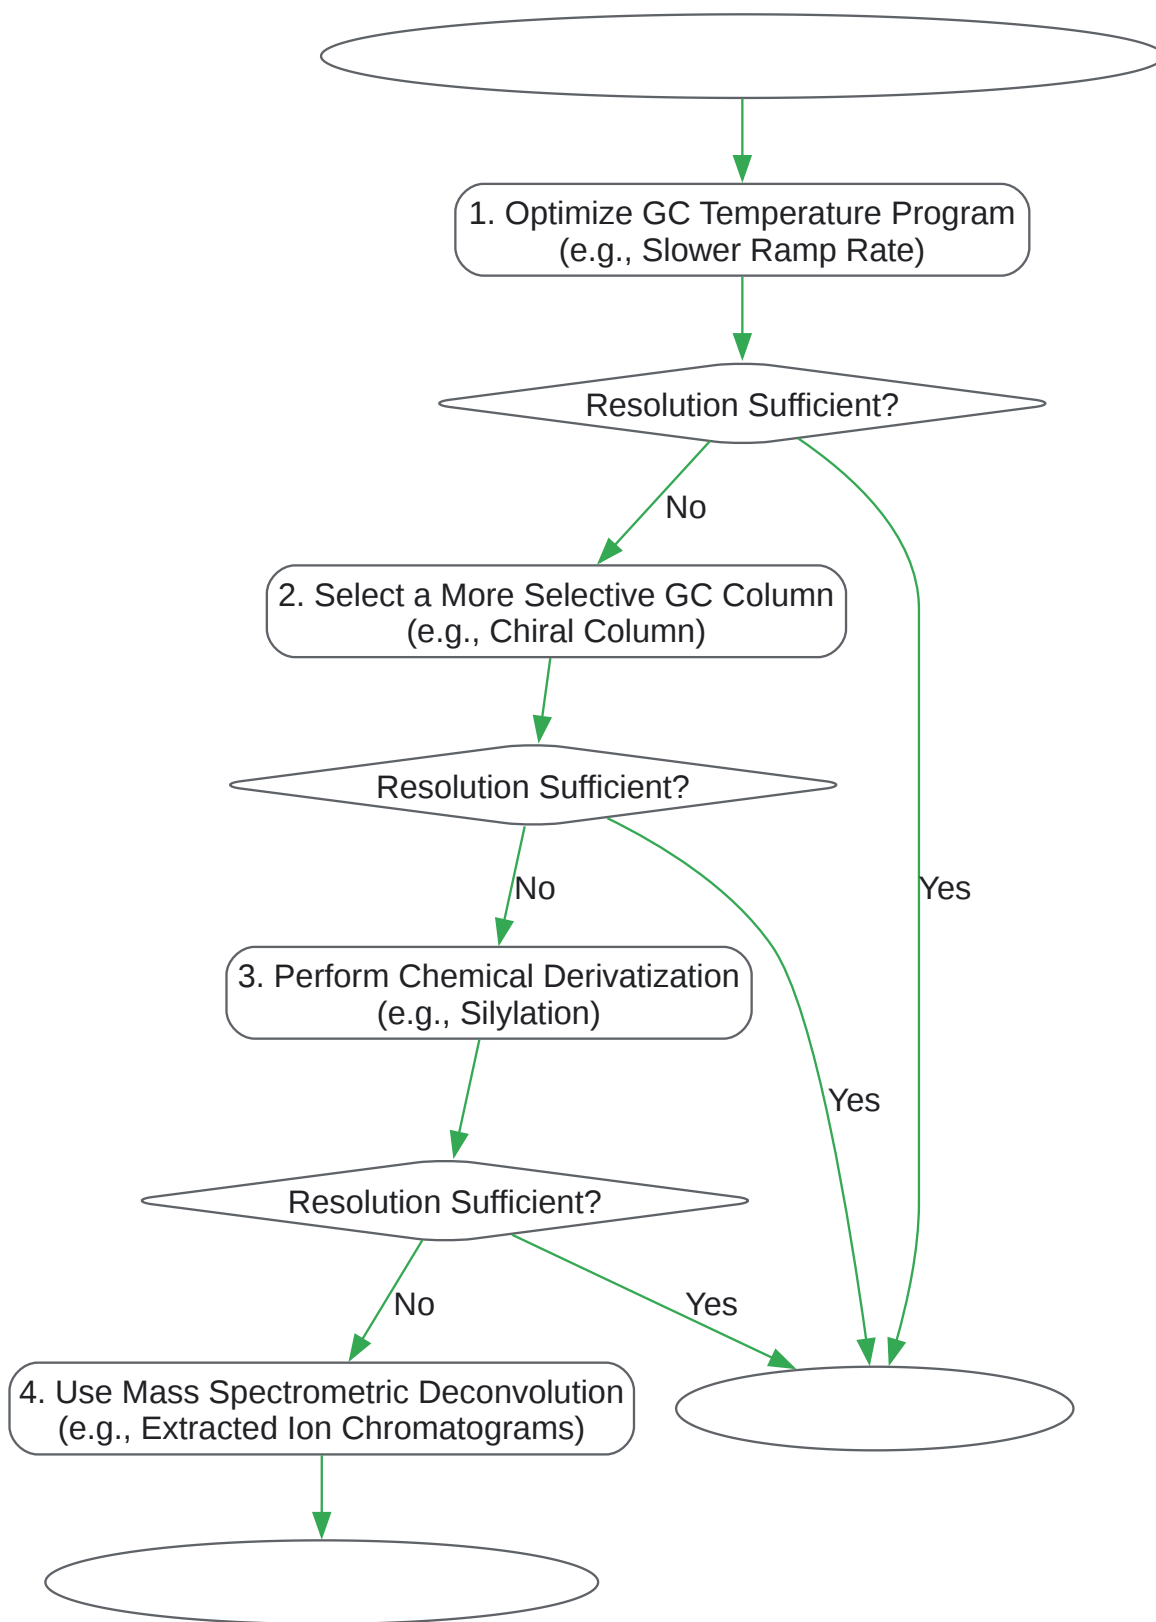 1. Optimize GC Temperature Program
(e.g., Slower Ramp Rate)
Resolution Sufficient?
No
2. Select a More Selective GC Column
(e.g., Chiral Column)
Resolution Sufficient?
Yes
No
3. Perform Chemical Derivatization
(e.g., Silylation)
Yes
Resolution Sufficient?
No
Yes
4. Use Mass Spectrometric Deconvolution
(e.g., Extracted Ion Chromatograms)